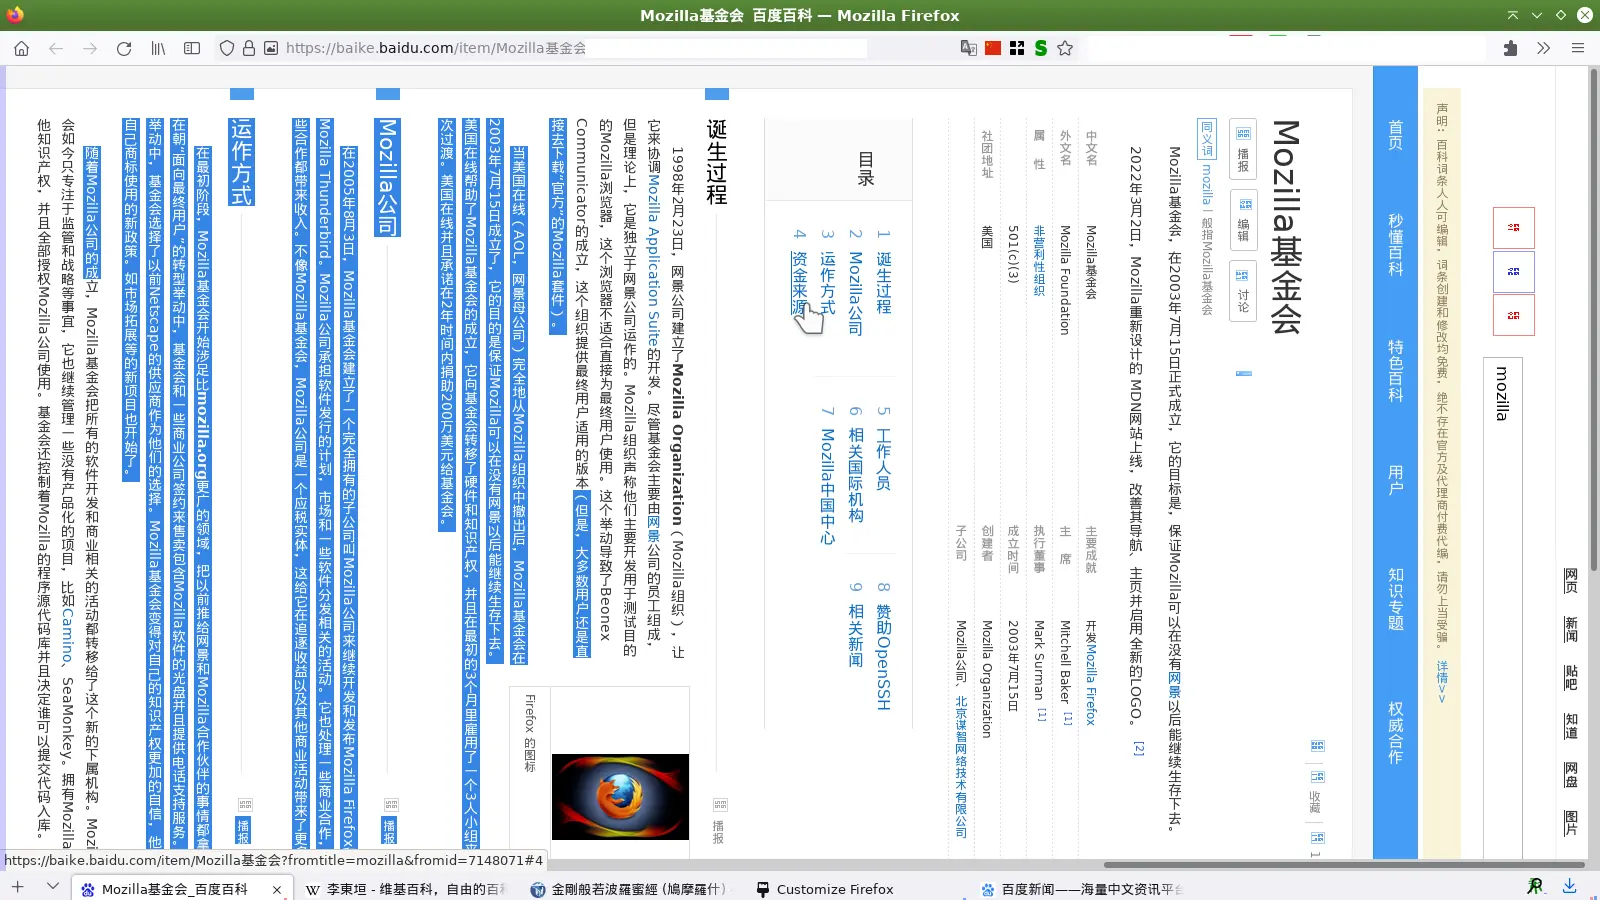 Mozilla基金会_百度百科 — Mozilla Firefox
https://baike.baidu.com/item/Mozilla基金会
网页
新闻
贴吧
知道
网盘
图片
mozilla
声明：百科词条人人可编辑，词条创建和修改均免费，绝不存在官方及代理商付费代编，请勿上当受骗。详情>>
首页
秒懂百科
特色百科
用户
知识专题
权威合作
收藏
1
Mozilla基金会
播报
编辑
讨论
同义词 mozilla｜一般指Mozilla基金会
Mozilla基金会，在2003年7月15日正式成立，它的目标是，保证Mozilla可以在没有网景以后能继续生存下去。
2022年3月2日，Mozilla重新设计的 MDN网站上线，改善其导航、主页并启用全新的LOGO。 [2]
中文名
Mozilla基金会
外文名
Mozilla Foundation
属 性
非营利性组织
501(c)(3)
社团地址
美国
主要成就
开发Mozilla Firefox
主 席
Mitchell Baker [1]
执行董事
Mark Surman [1]
成立时间
2003年7月15日
创建者
Mozilla Organization
子公司
Mozilla公司、北京谋智网络技术有限公司
目录
1 诞生过程
2 Mozilla公司
3 运作方式
4 资金来源
5 工作人员
6 相关国际机构
7 Mozilla中国中心
8 赞助OpenSSH
9 相关新闻
诞生过程
播报
1998年2月23日，网景公司建立了Mozilla Organization（Mozilla组织），让
它来协调Mozilla Application Suite的开发。尽管基金会主要由网景公司的员工组成，
但是理论上，它是独立于网景公司运作的。Mozilla组织声称他们主要开发用于测试目的
的Mozilla浏览器，这个浏览器不适合直接为最终用户使用。这个举动导致了Beonex
Communicator的成立，这个组织提供最终用户适用的版本（但是，大多数用户还是直
接去下载“官方”的Mozilla套件）。
Firefox 的图标
当美国在线（AOL，网景母公司）完全地从Mozilla组织中撤出后，Mozilla基金会在
2003年7月15日成立了，它的目的是保证Mozilla可以在没有网景以后能继续生存下去。
美国在线帮助了Mozilla基金会的成立，它向基金会转移了硬件和知识产权，并且在最初的3个月里雇用了一个3人小组来
次过渡。美国在线并且承诺在2年时间内捐助200万美元给基金会。
Mozilla公司
播报
在2005年8月3日，Mozilla基金会建立了一个完全拥有的子公司叫Mozilla公司来继续开发和发布Mozilla Firefox
Mozilla Thunderbird。Mozilla公司承担软件发行的计划，市场和一些软件分发相关的活动。它也处理一些商业合作，
些合作都带来收入。不像Mozilla基金会，Mozilla公司是一个应税实体，这给它在追逐收益以及其他商业活动带来了更
运作方式
播报
在最初阶段，Mozilla基金会开始涉足比mozilla.org更广的领域，把以前推给网景和Mozilla合作伙伴的事情都拿
在朝“面向最终用户”的转型举动中，基金会和一些商业公司签约来售卖包含Mozilla软件的光盘并且提供电话支持服务。
举动中，基金会选择了以前Netscape的供应商作为他们的选择。Mozilla基金会变得对自己的知识产权更加的自信，他
自己商标使用的新政策。如市场拓展等的新项目也开始了。
随着Mozilla公司的成立，Mozilla基金会把所有的软件开发和商业相关的活动都转移给了这个新的下属机构。Mozi
会如今只专注于监管和战略等事宜，它也继续管理一些没有产品化的项目，比如Camino、SeaMonkey。拥有Mozilla
他知识产权，并且全部授权Mozilla公司使用。基金会还控制着Mozilla的程序源代码库并且决定谁可以提交代码入库。
https://baike.baidu.com/item/Mozilla基金会?fromtitle=mozilla&fromid=7148071#4
Mozilla基金会_百度百科
李東垣 - 维基百科，自由的百科
金剛般若波羅蜜經 (鳩摩羅什)
Customize Firefox
百度新闻——海量中文资讯平台